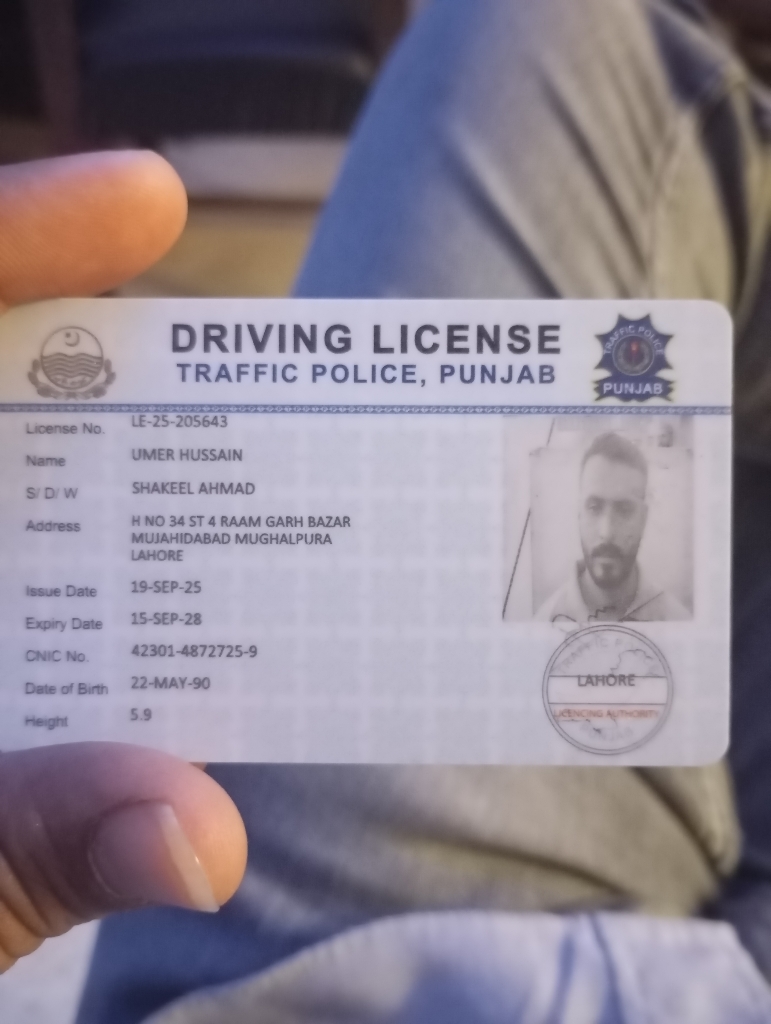 DRIVING LICENSE
TRAFFIC POLICE, PUNJAB
TRAFFIC POLICE
PUNJAB
License No. LE-25-205643
Name UMER HUSSAIN
S/ D/ W SHAKEEL AHMAD
Address H NO 34 ST 4 RAAM GARH BAZAR
MUJAHIDABAD MUGHALPURA
LAHORE
Issue Date 19-SEP-25
Expiry Date 15-SEP-28
CNIC No. 42301-4872725-9
Date of Birth 22-MAY-90
Height 5.9
LAHORE
LICENCING AUTHORITY